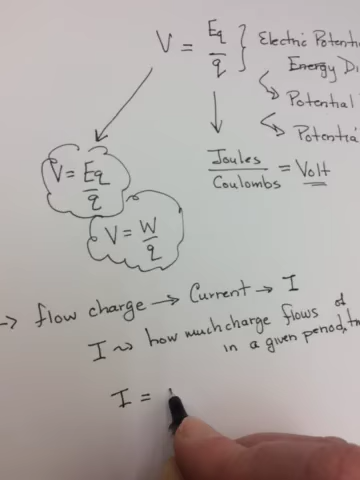 V = Eq/q } Electric Potential
Energy Di
Potential
Joules/Coulombs = Volt
V = Eq/q
V = W/q
→ flow charge → Current → I
I ~> how much charge flows
in a given period,
I =